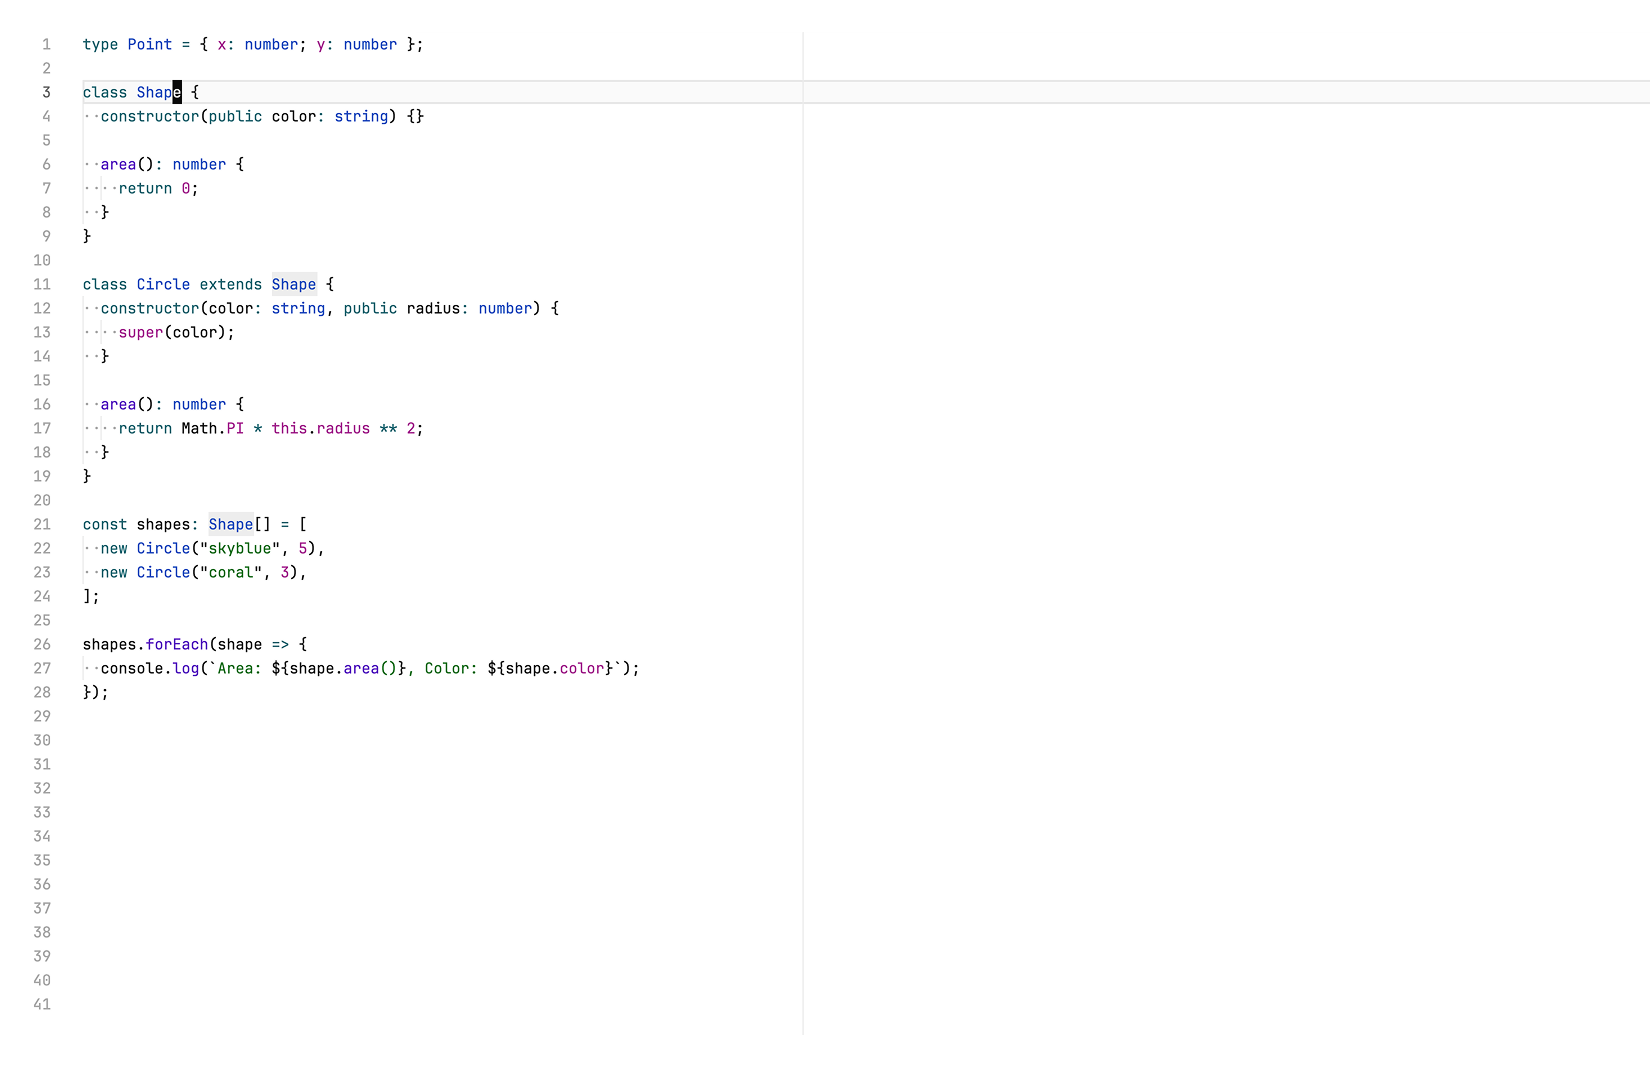 1 type Point = { x: number; y: number };
2
3 class Shape {
4 ··constructor(public color: string) {}
5
6 ··area(): number {
7 ····return 0;
8 ··}
9 }
10
11 class Circle extends Shape {
12 ··constructor(color: string, public radius: number) {
13 ····super(color);
14 ··}
15
16 ··area(): number {
17 ····return Math.PI * this.radius ** 2;
18 ··}
19 }
20
21 const shapes: Shape[] = [
22 ··new Circle("skyblue", 5),
23 ··new Circle("coral", 3),
24 ];
25
26 shapes.forEach(shape => {
27 ··console.log(`Area: ${shape.area()}, Color: ${shape.color}`);
28 });
29
30
31
32
33
34
35
36
37
38
39
40
41